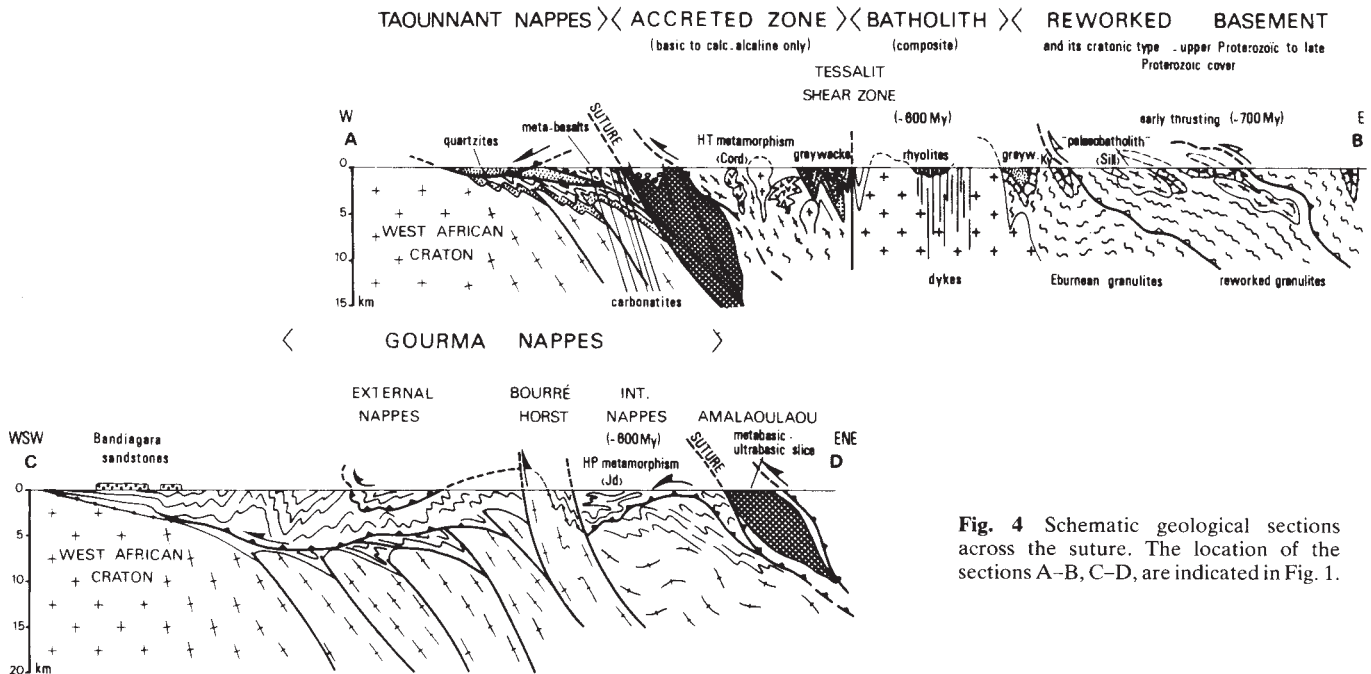 TAOUNNANT NAPPES
ACCRETED ZONE
(basic to calc.alcaline only)
BATHOLITH
(composite)
REWORKED BASEMENT
and its cratonic type - upper Proterozoic to late
Proterozoic cover
TESSALIT
SHEAR ZONE
W
A
quartzites
meta-basalts
SUTURE
HT metamorphism
(Cord)
greywacke
(-600 My)
rhyolites
greyw.
Ky
early thrusting (-700 My)
"paleobatholith"
(Sill)
E
B
0
5
10
15 km
WEST AFRICAN
CRATON
carbonatites
dykes
Eburnean granulites
reworked granulites
GOURMA NAPPES
EXTERNAL
NAPPES
BOURRÉ
HORST
INT.
NAPPES
(-600 My)
HP metamorphism
(Jd)
AMALAOULAOU
metabasic -
ultrabasic slice
SUTURE
WSW
C
Bandiagara
sandstones
ENE
D
0
5
10
15
20 km
WEST AFRICAN
CRATON
Fig. 4 Schematic geological sections
across the suture. The location of the
sections A–B, C–D, are indicated in Fig. 1.